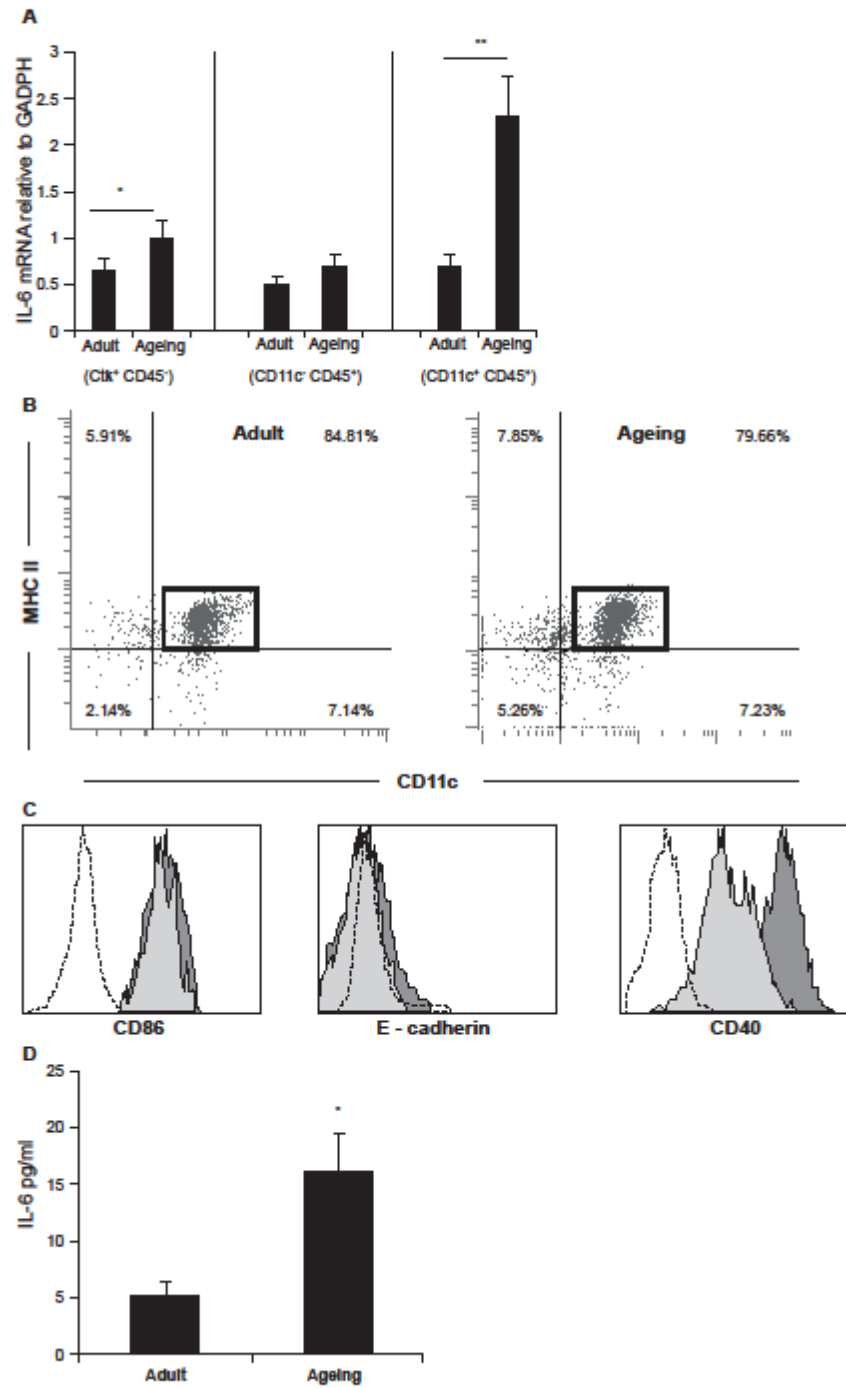 A
IL-6 mRNA relative to GADPH
3
2.5
2
1.5
1
0.5
0
*
**
Adult Ageing Adult Ageing Adult Ageing
(Ctk⁺ CD45⁻) (CD11c⁻ CD45⁺) (CD11c⁺ CD45⁺)
B
5.91% Adult 84.81% 7.85% Ageing 79.66%
MHC II
2.14% 7.14% 5.26% 7.23%
CD11c
C
CD86 E - cadherin CD40
D
IL-6 pg/ml
25
20
15
10
5
0
*
Adult Ageing